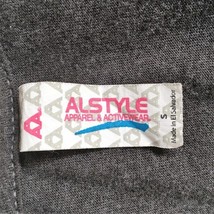 ALSTYLE
APPAREL & ACTIVEWEAR
S
Made in El Salvador